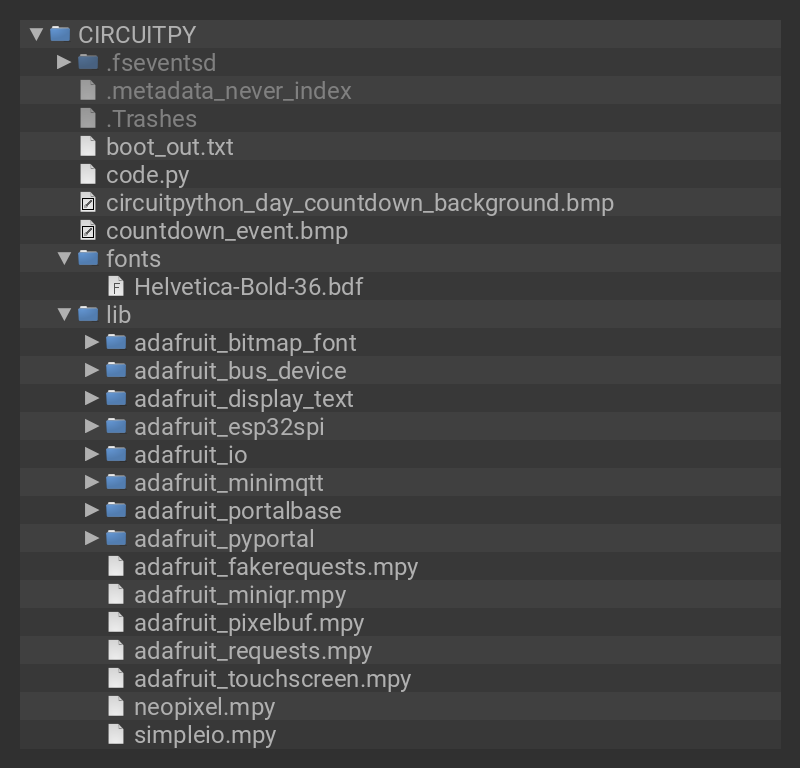 CIRCUITPY
.fseventsd
.metadata_never_index
.Trashes
boot_out.txt
code.py
circuitpython_day_countdown_background.bmp
countdown_event.bmp
fonts
F Helvetica-Bold-36.bdf
lib
adafruit_bitmap_font
adafruit_bus_device
adafruit_display_text
adafruit_esp32spi
adafruit_io
adafruit_minimqtt
adafruit_portalbase
adafruit_pyportal
adafruit_fakerequests.mpy
adafruit_miniqr.mpy
adafruit_pixelbuf.mpy
adafruit_requests.mpy
adafruit_touchscreen.mpy
neopixel.mpy
simpleio.mpy